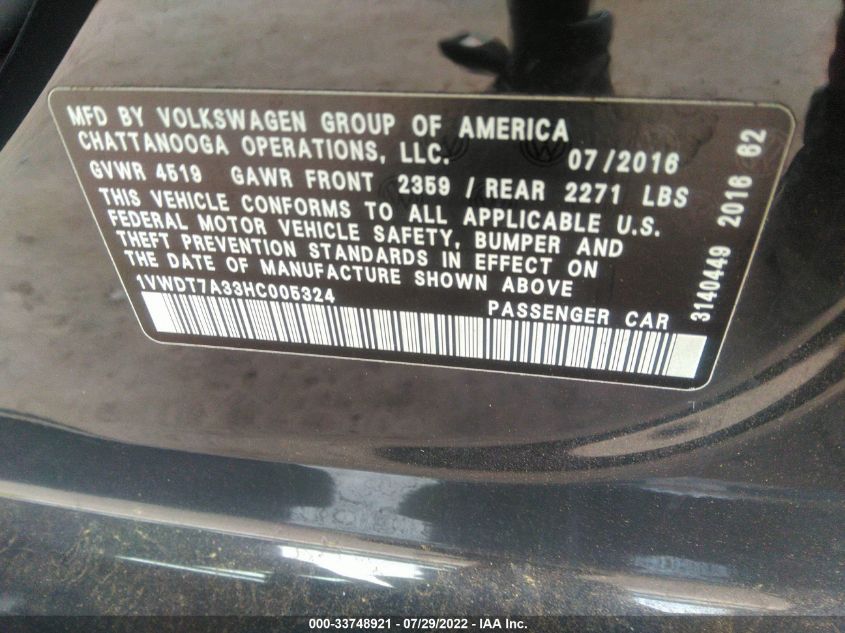 MFD BY VOLKSWAGEN GROUP OF AMERICA
CHATTANOOGA OPERATIONS, LLC. 07/2016
GVWR 4519 GAWR FRONT 2359 / REAR 2271 LBS
THIS VEHICLE CONFORMS TO ALL APPLICABLE U.S.
FEDERAL MOTOR VEHICLE SAFETY, BUMPER AND
THEFT PREVENTION STANDARDS IN EFFECT ON
THE DATE OF MANUFACTURE SHOWN ABOVE
1VWDT7A33HC005324 PASSENGER CAR
3140449 2016 62
000-33748921 / 07/29/2022 - IAA Inc.